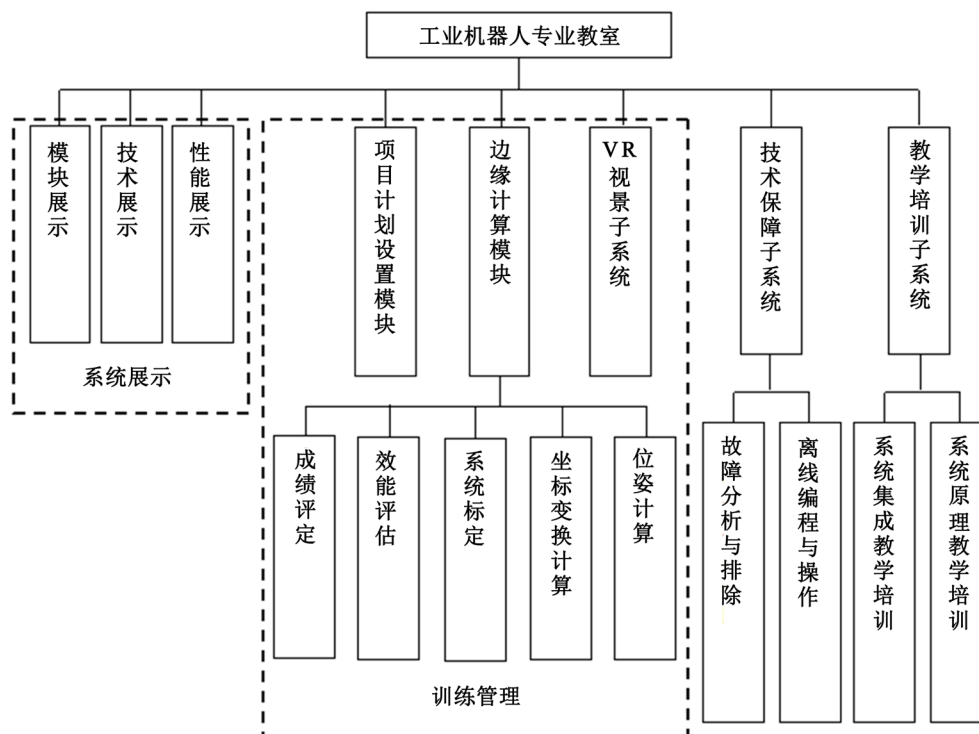 工业机器人专业教室
模块展示
技术展示
性能展示
项目计划设置模块
边缘计算模块
VR视景子系统
技术保障子系统
教学培训子系统
系统展示
成绩评定
效能评估
系统标定
坐标变换计算
位姿计算
故障分析与排除
离线编程与操作
系统集成教学培训
系统原理教学培训
训练管理